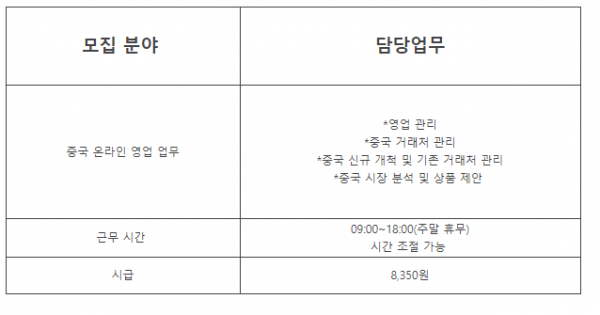 모집 분야
담당업무
중국 온라인 영업 업무
*영업 관리
*중국 거래처 관리
*중국 신규 개척 및 기존 거래처 관리
*중국 시장 분석 및 상품 제안
근무 시간
09:00~18:00(주말 휴무)
시간 조절 가능
시급
8,350원